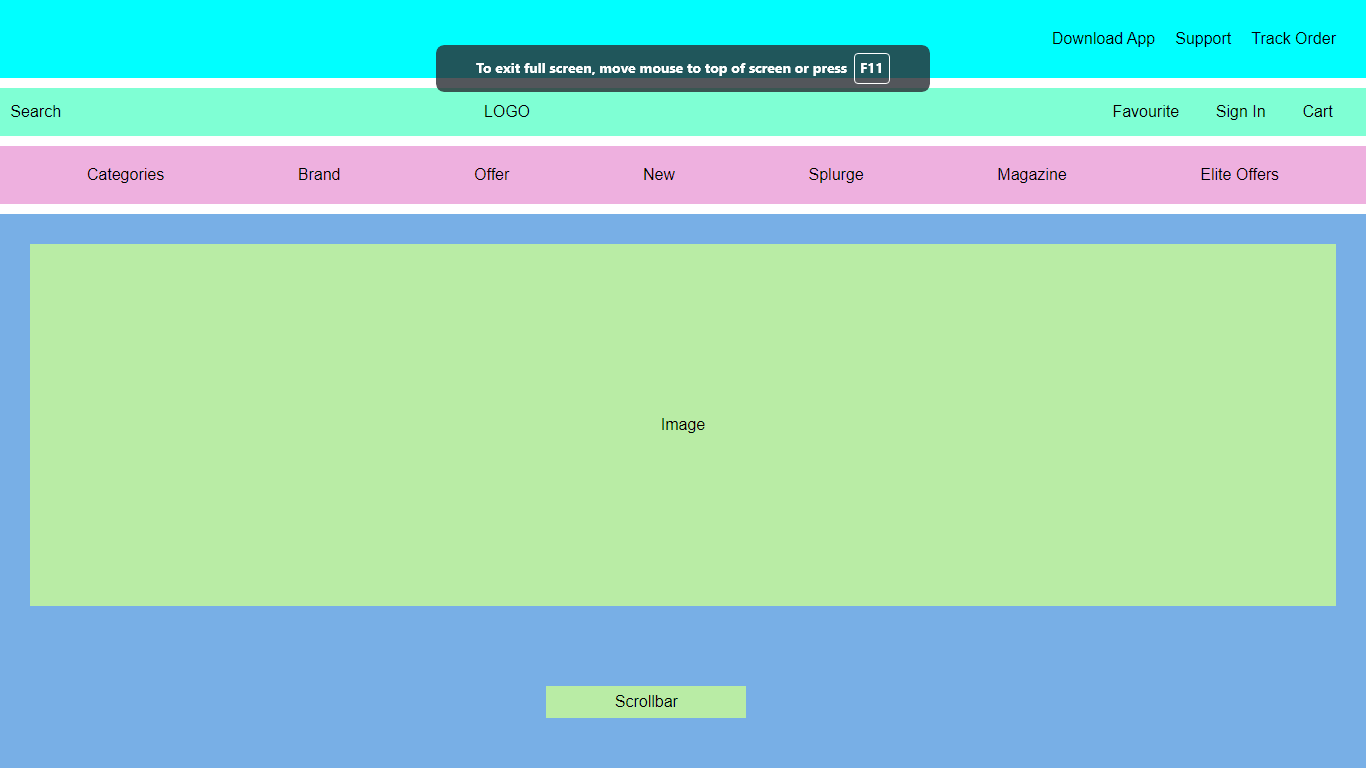 Download App Support Track Order
To exit full screen, move mouse to top of screen or press F11
Search LOGO Favourite Sign In Cart
Categories Brand Offer New Splurge Magazine Elite Offers
Image
Scrollbar